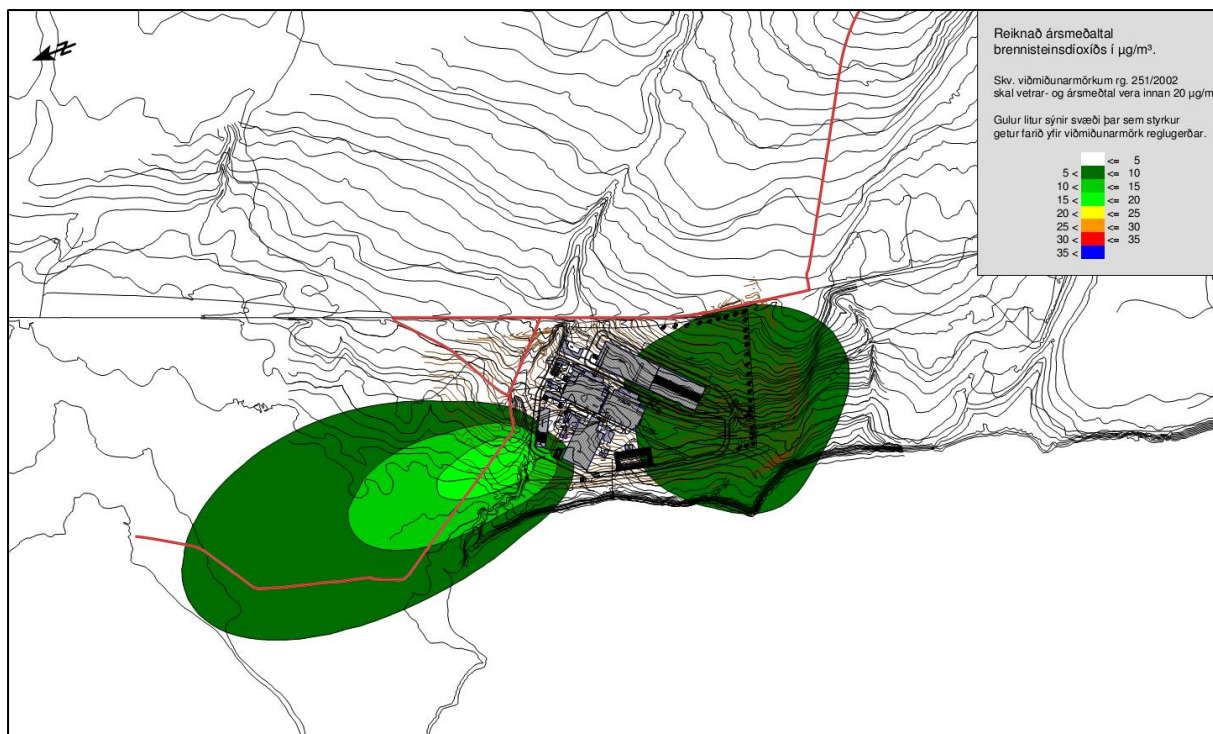 Reiknað ársmeðaltal
brennisteinsdíoxíðs í µg/m³.
Skv. viðmiðunarmörkum rg. 251/2002
skal vetrar- og ársmeðtal vera innan 20 µg/m
Gulur litur sýnir svæði þar sem styrkur
getur farið yfir viðmiðunarmörk reglugerðar.
<= 5
5 < <= 10
10 < <= 15
15 < <= 20
20 < <= 25
25 < <= 30
30 < <= 35
35 <